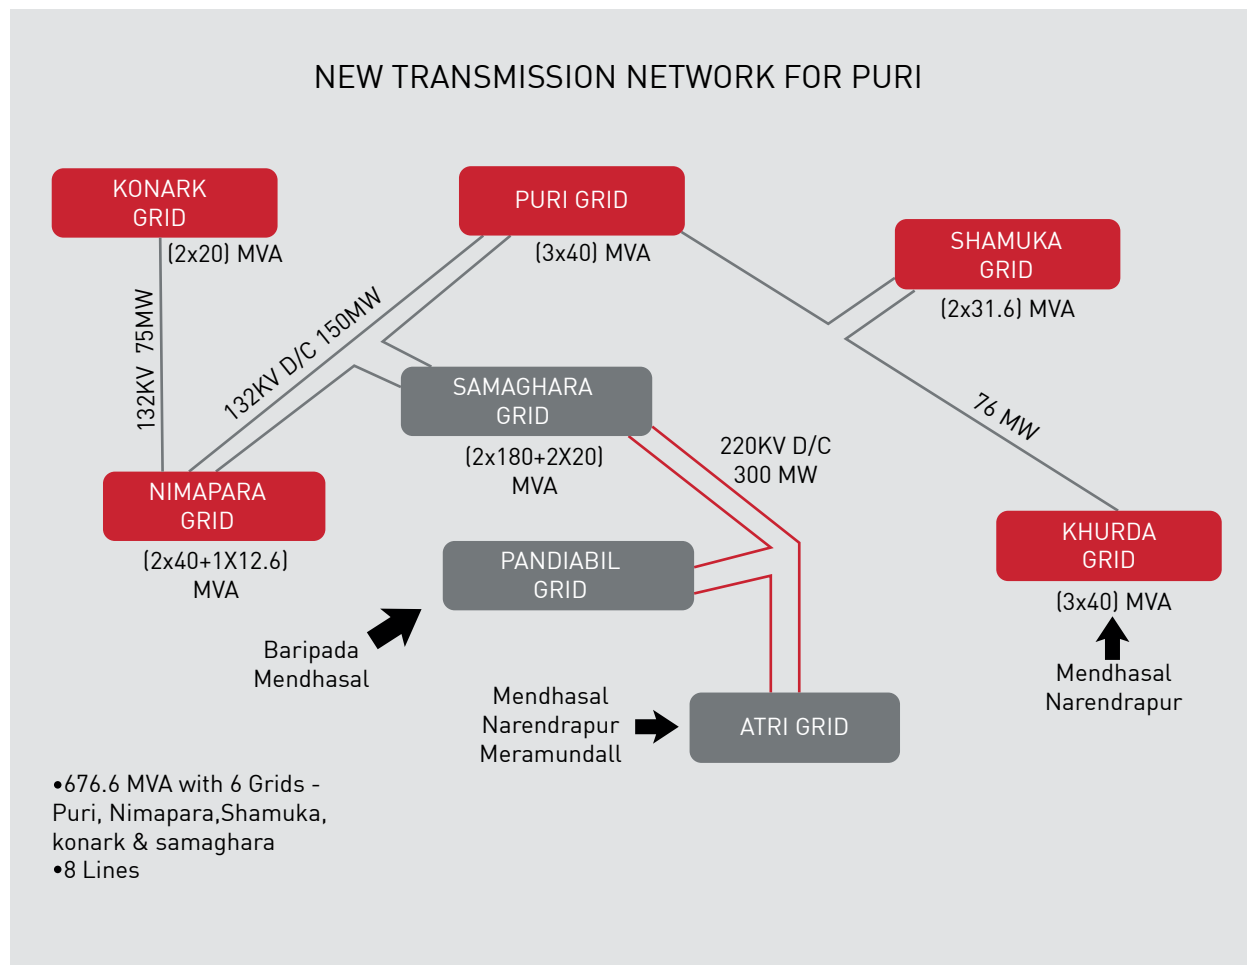 NEW TRANSMISSION NETWORK FOR PURI
KONARK
GRID
(2x20) MVA
PURI GRID
(3x40) MVA
SHAMUKA
GRID
(2x31.6) MVA
132KV 75MW
132KV D/C 150MW
SAMAGHARA
GRID
(2x180+2X20)
MVA
220KV D/C
300 MW
76 MW
NIMAPARA
GRID
(2x40+1X12.6)
MVA
PANDIABIL
GRID
KHURDA
GRID
(3x40) MVA
Baripada
Mendhasal
Mendhasal
Narendrapur
Meramundall
ATRI GRID
Mendhasal
Narendrapur
•676.6 MVA with 6 Grids -
Puri, Nimapara,Shamuka,
konark & samaghara
•8 Lines